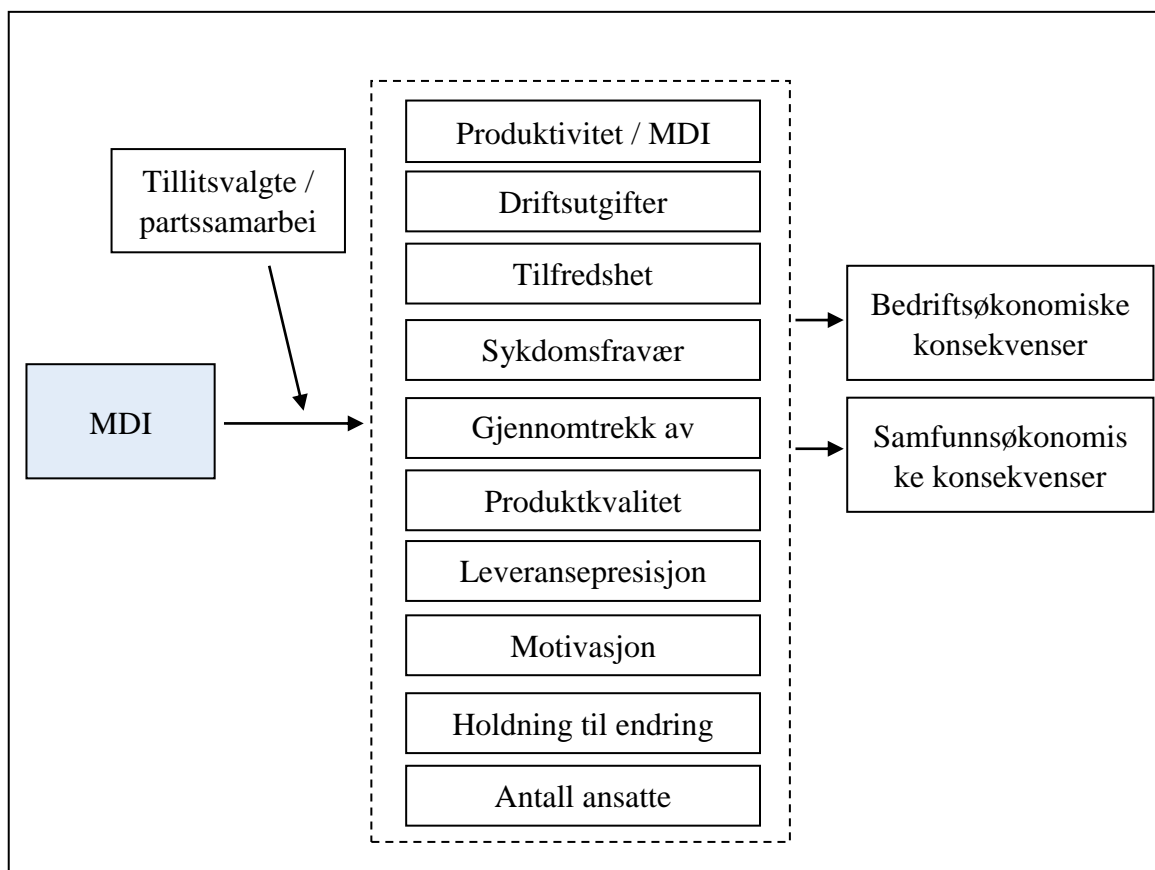 Tillitsvalgte /
partssamarbei
MDI
Produktivitet / MDI
Driftsutgifter
Tilfredshet
Sykdomsfravær
Gjennomtrekk av
Produktkvalitet
Leveransepresisjon
Motivasjon
Holdning til endring
Antall ansatte
Bedriftsøkonomiske
konsekvenser
Samfunnsøkonomis
ke konsekvenser